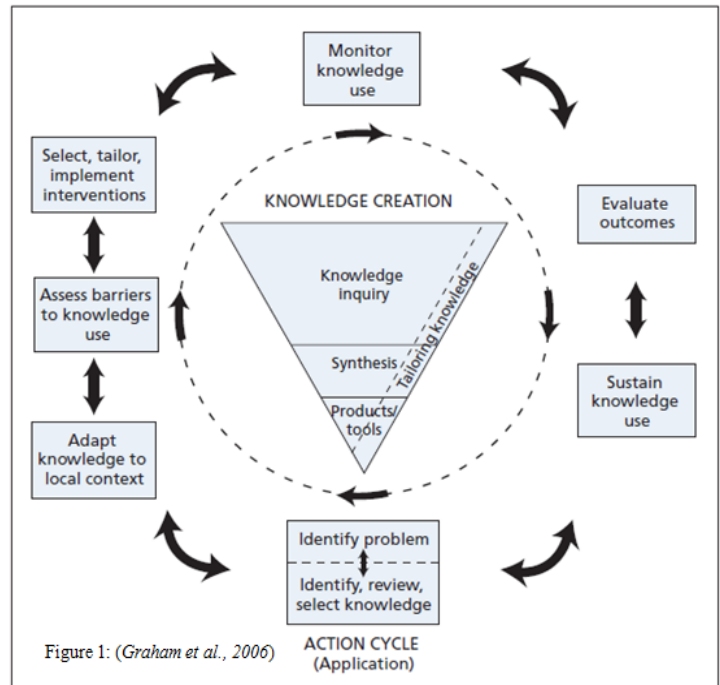 Monitor
knowledge
use
Select, tailor,
implement
interventions
Evaluate
outcomes
KNOWLEDGE CREATION
Knowledge
inquiry
Tailoring knowledge
Assess barriers
to knowledge
use
Synthesis
Products/
tools
Sustain
knowledge
use
Adapt
knowledge to
local context
Identify problem
Identify, review,
select knowledge
Figure 1: (Graham et al., 2006)
ACTION CYCLE
(Application)